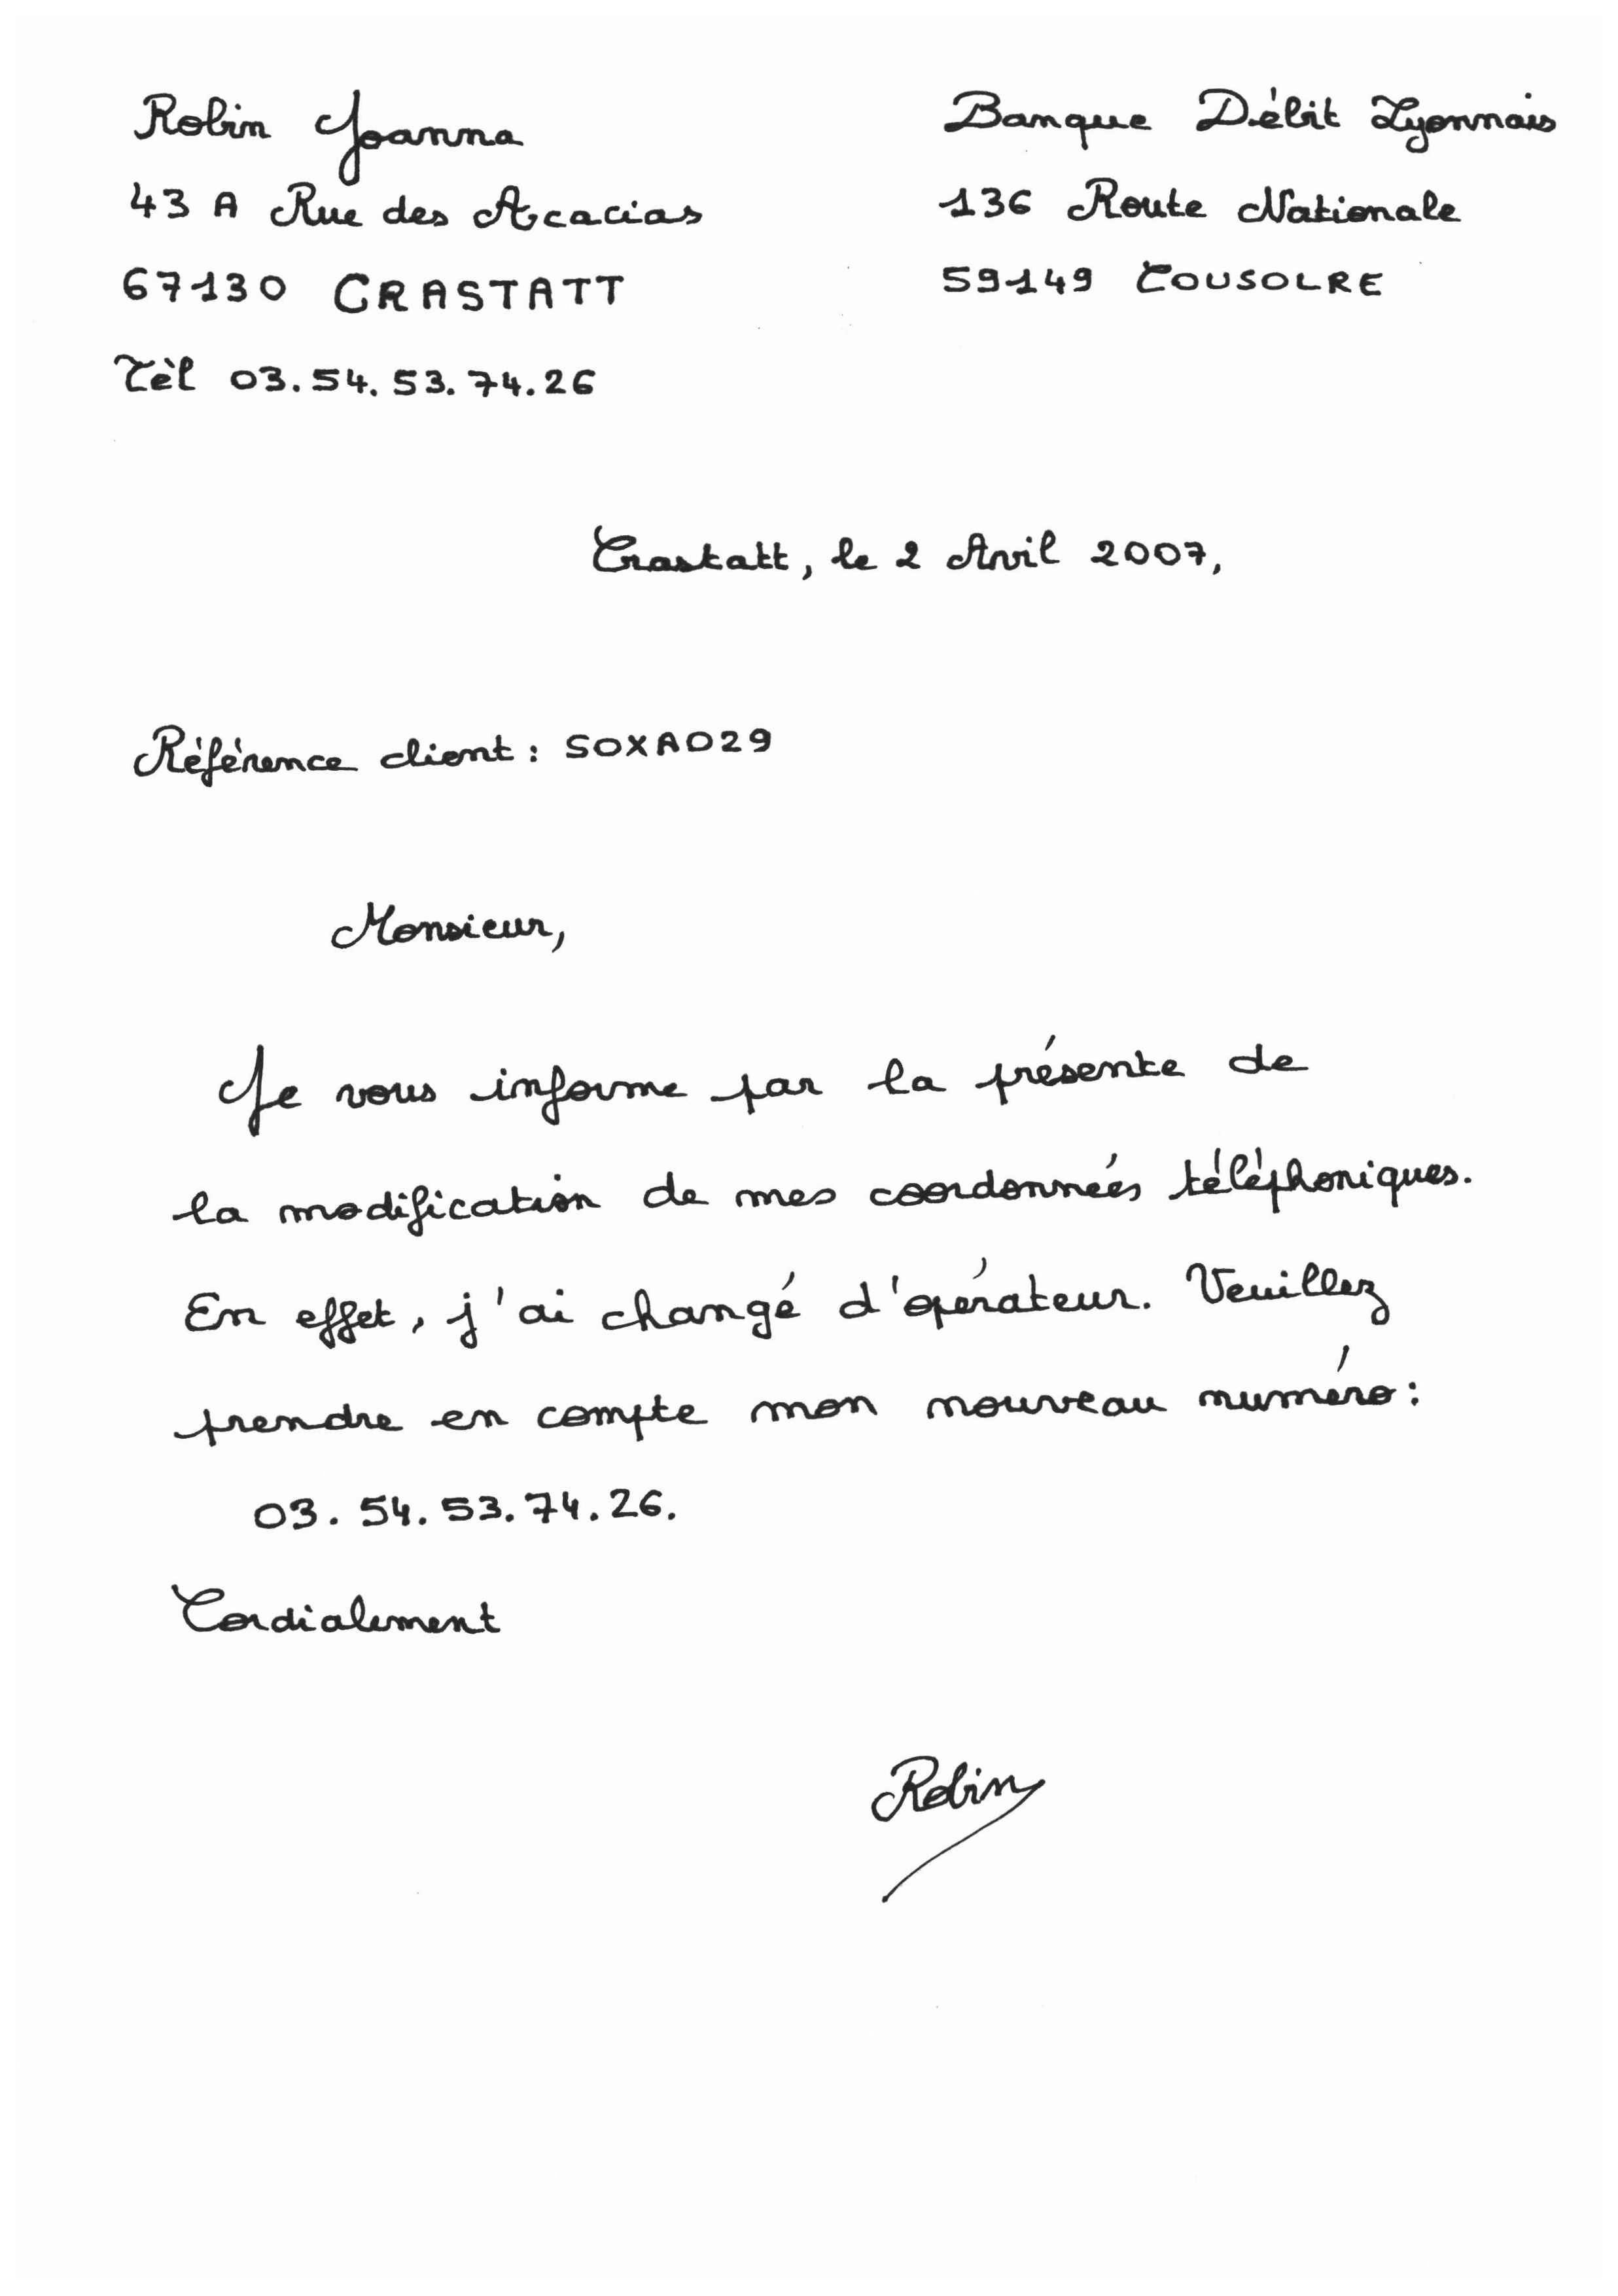 Robin Joanna
43 A Rue des Acacias
67130 CRASTATT
Tèl 03.54.53.74.26
Banque Débit Lyonnais
136 Route Nationale
59149 COUSOLRE
Crastatt, le 2 Avril 2007,
Référence client : SOXAO29
Monsieur,
Je vous informe par la présente de
la modification de mes coordonnées téléphoniques.
En effet, j'ai changé d'opérateur. Veuillez
prendre en compte mon nouveau numéro :
03.54.53.74.26.
Cordialement
Robin